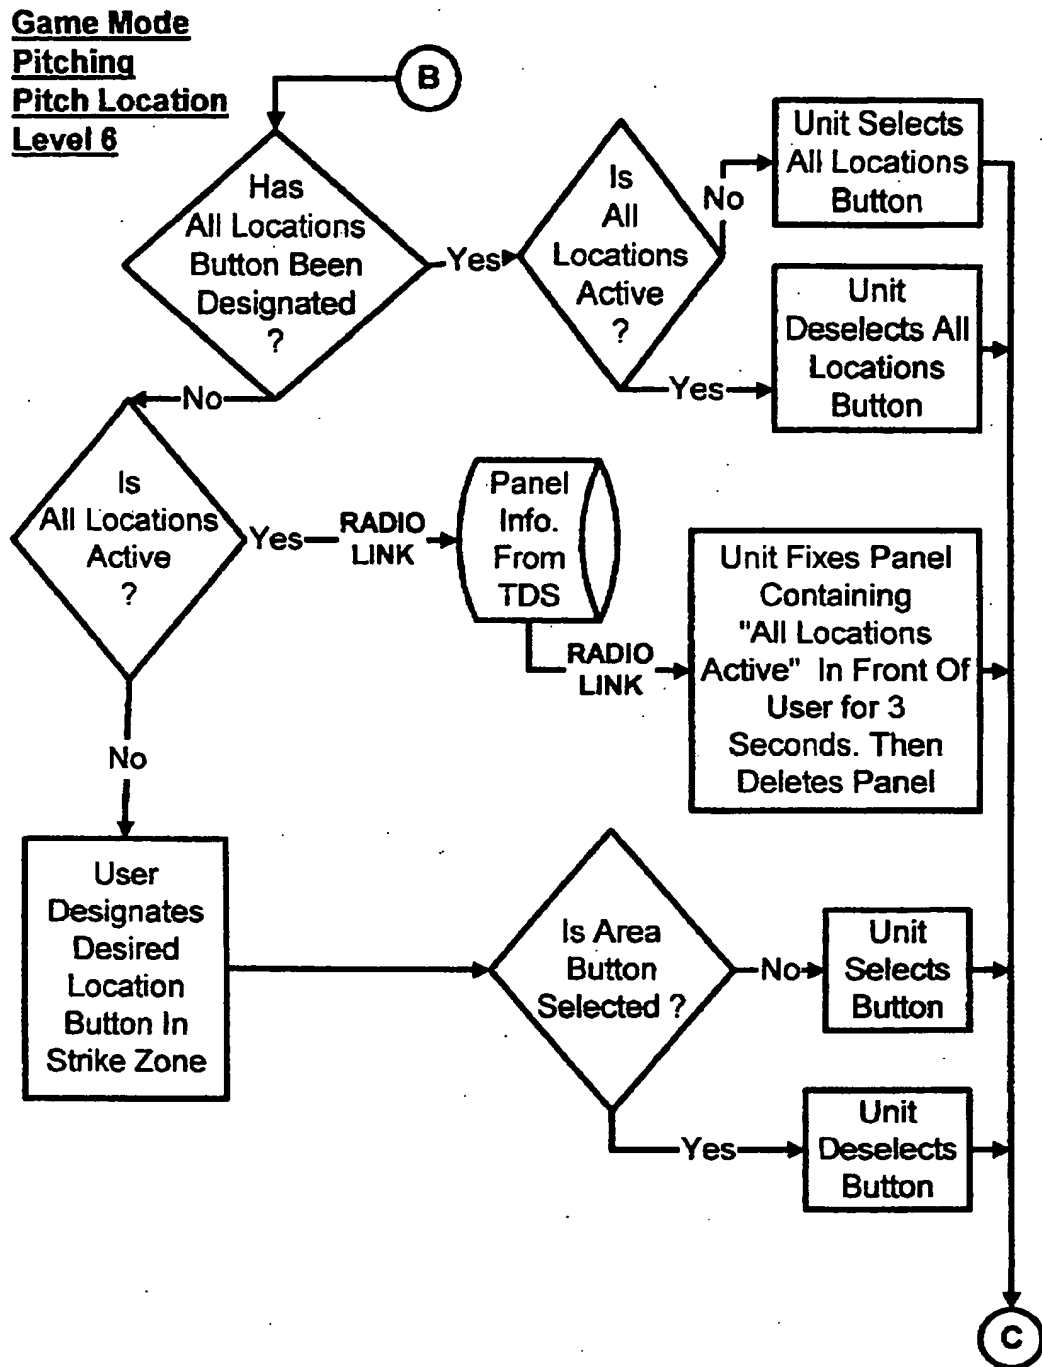 Game Mode
Pitching
Pitch Location
Level 6
B
Has
All Locations
Button Been
Designated
?
Yes
Is
All
Locations
Active
?
No
Unit Selects
All Locations
Button
Yes
Unit
Deselects All
Locations
Button
No
Is
All Locations
Active
?
Yes
RADIO
LINK
Panel
Info.
From
TDS
RADIO
LINK
Unit Fixes Panel
Containing
"All Locations
Active" In Front Of
User for 3
Seconds. Then
Deletes Panel
No
User
Designates
Desired
Location
Button In
Strike Zone
Is Area
Button
Selected ?
No
Unit
Selects
Button
Yes
Unit
Deselects
Button
C